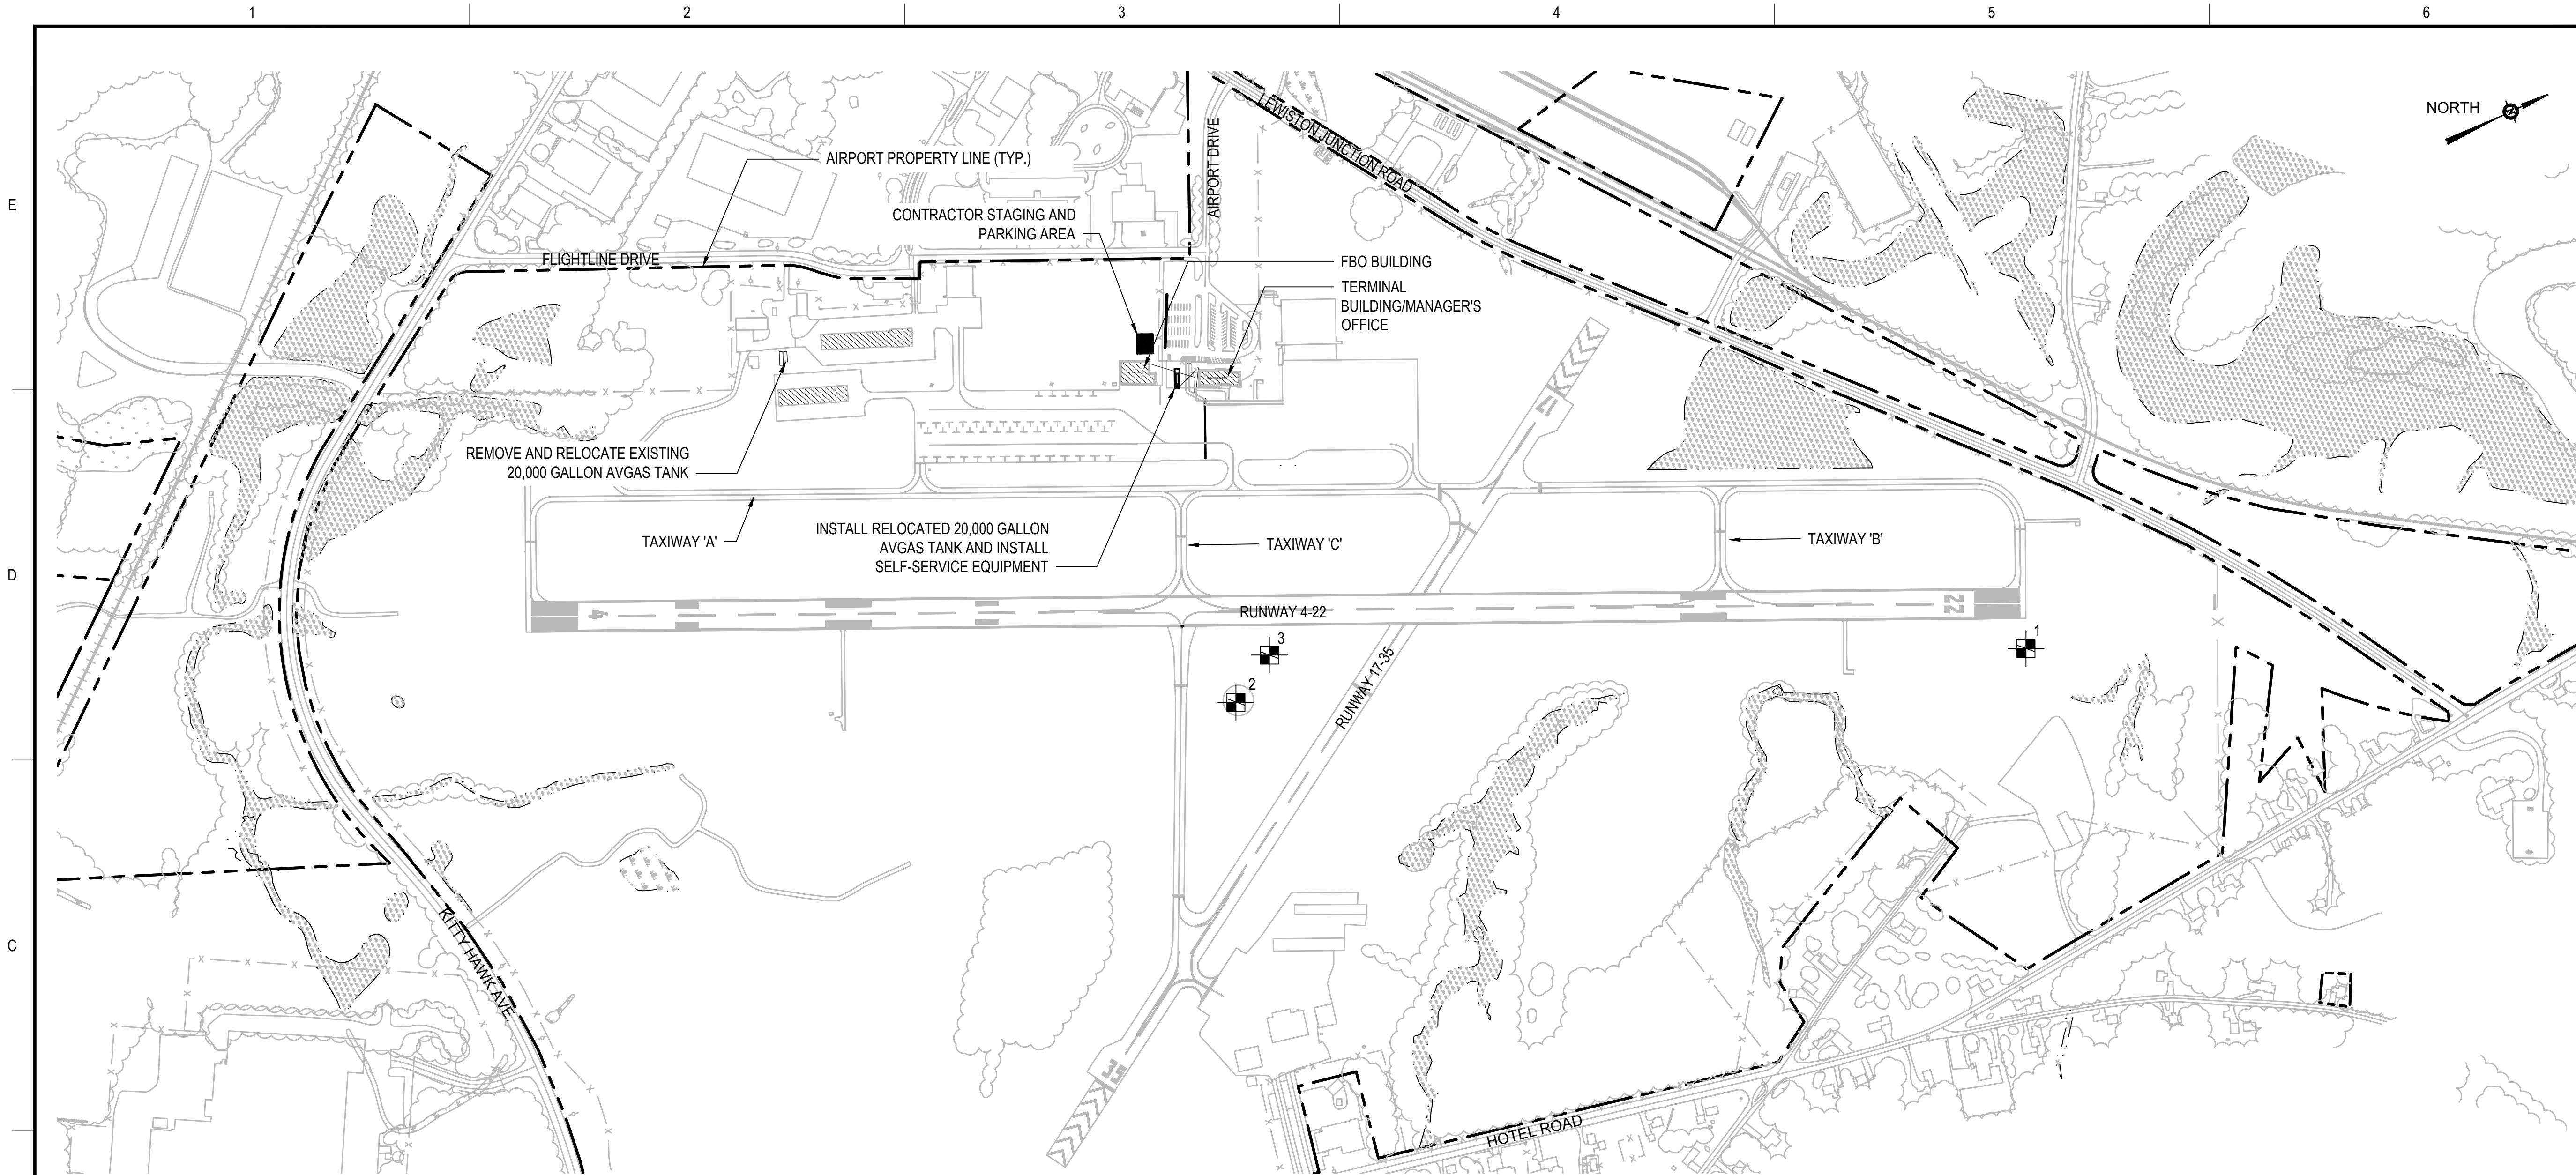 1
2
3
4
5
6
E
D
C
NORTH
N
AIRPORT PROPERTY LINE (TYP.)
CONTRACTOR STAGING AND
PARKING AREA
AIRPORT DRIVE
LEWISTON JUNCTION ROAD
FLIGHTLINE DRIVE
FBO BUILDING
TERMINAL
BUILDING/MANAGER'S
OFFICE
REMOVE AND RELOCATE EXISTING
20,000 GALLON AVGAS TANK
17
TAXIWAY 'A'
INSTALL RELOCATED 20,000 GALLON
AVGAS TANK AND INSTALL
SELF-SERVICE EQUIPMENT
TAXIWAY 'C'
TAXIWAY 'B'
4
RUNWAY 4-22
22
3
1
2
RUNWAY 17-35
KITTY HAWK AVE
35
HOTEL ROAD